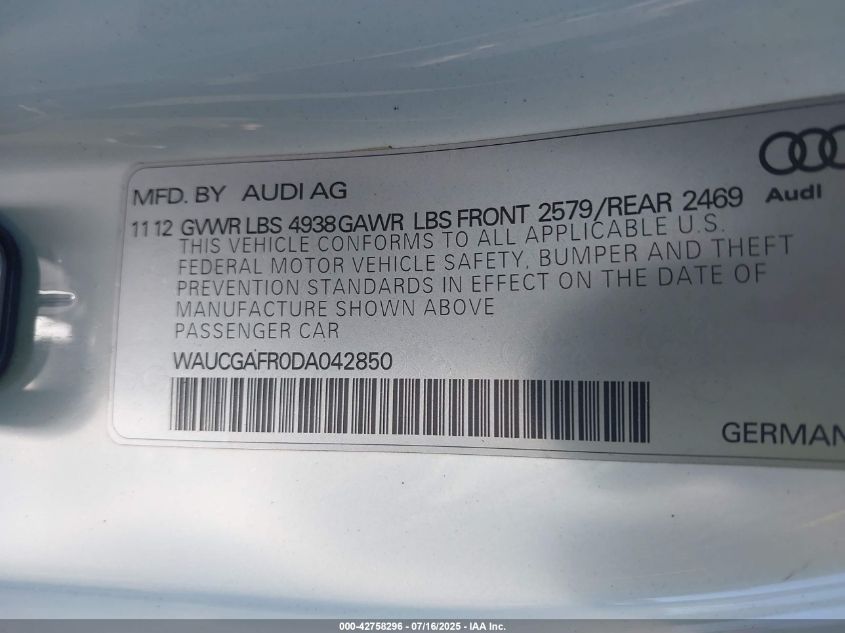 MFD. BY AUDI AG
Audi
11 12 GVWR LBS 4938 GAWR LBS FRONT 2579/REAR 2469
THIS VEHICLE CONFORMS TO ALL APPLICABLE U.S.
FEDERAL MOTOR VEHICLE SAFETY, BUMPER AND THEFT
PREVENTION STANDARDS IN EFFECT ON THE DATE OF
MANUFACTURE SHOWN ABOVE
PASSENGER CAR
WAUCGAFR0DA042850
GERMAN
000-42758296 - 07/16/2025 - IAA Inc.